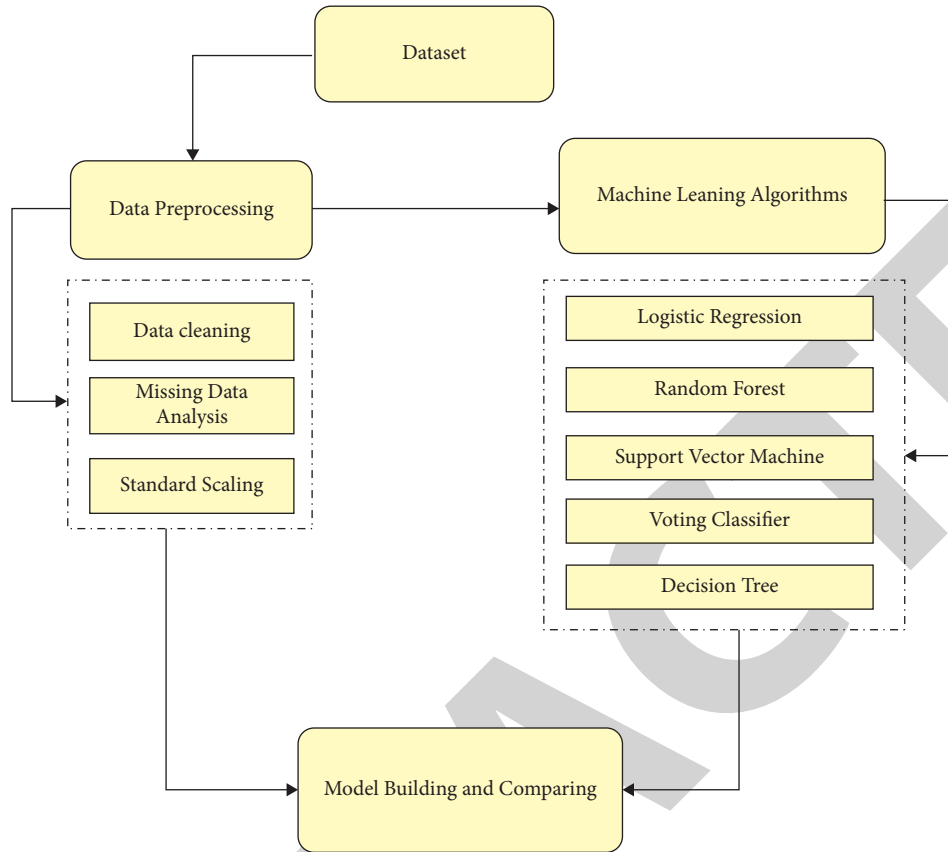 Dataset
Data Preprocessing
Machine Leaning Algorithms
Data cleaning
Missing Data
Analysis
Standard Scaling
Logistic Regression
Random Forest
Support Vector Machine
Voting Classifier
Decision Tree
Model Building and Comparing